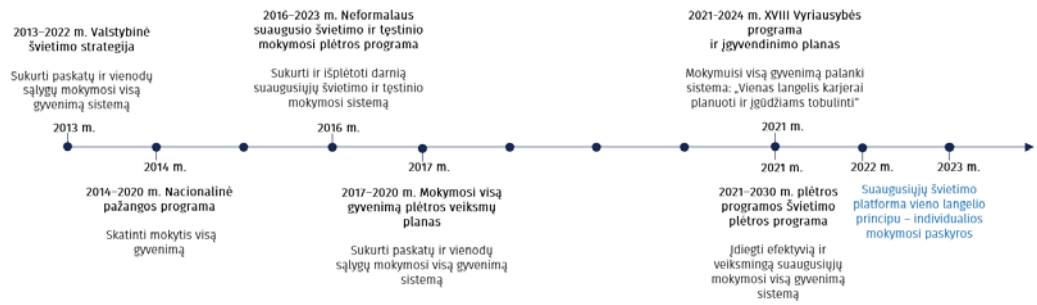 2013–2022 m. Valstybinė
švietimo strategija
Sukurti paskatų ir vienodų
sąlygų mokymosi visą
gyvenimą sistemą
2013 m.
2016–2023 m. Neformalaus
suaugusio švietimo ir tęstinio
mokymosi plėtros programa
Sukurti ir išplėtoti darnią
suaugusiųjų švietimo ir tęstinio
mokymosi sistemą
2016 m.
2021-2024 m. XVIII Vyriausybės
programa
ir įgyvendinimo planas
Mokymuisi visą gyvenimą palanki
sistema: „Vienas langelis karjerai
planuoti ir įgūdžiams tobulinti“
2021 m.
2014 m.
2014–2020 m. Nacionalinė
pažangos programa
Skatinti mokytis visą
gyvenimą
2017 m.
2017–2020 m. Mokymosi visą
gyvenimą plėtros veiksmų
planas
Sukurti paskatų ir vienodų
sąlygų mokymosi visą gyvenimą
sistemą
2021 m.
2021–2030 m. plėtros
programos Švietimo
plėtros programa
Įdiegti efektyvią ir
veiksmingą suaugusiųjų
mokymosi visą gyvenimą
sistemą
2022 m.
2023 m.
Suaugusiųjų švietimo
platforma vieno langelio
principu – individualios
mokymosi paskyros